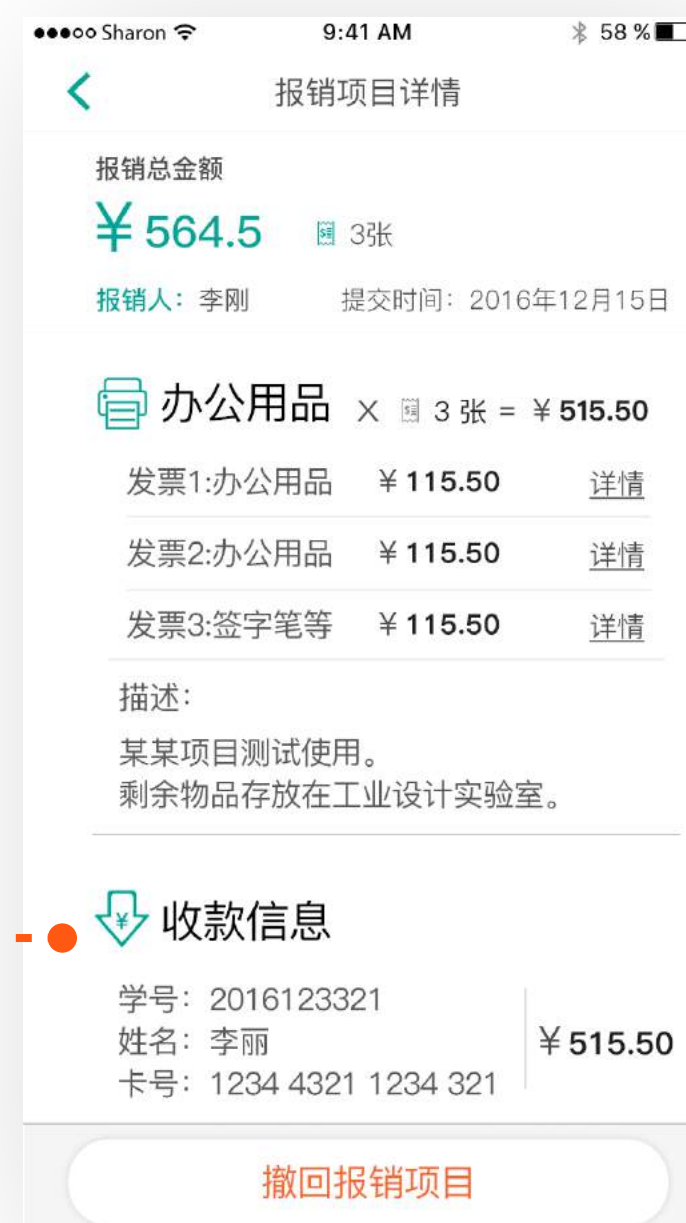 Sharon 9:41 AM 58 %
报销项目详情
报销总金额
¥ 564.5 3张
报销人：李刚 提交时间：2016年12月15日
办公用品 X 3 张 = ¥ 515.50
发票1:办公用品 ¥ 115.50 详情
发票2:办公用品 ¥ 115.50 详情
发票3:签字笔等 ¥ 115.50 详情
描述：
某某项目测试使用。
剩余物品存放在工业设计实验室。
收款信息
学号：2016123321
姓名：李丽
¥ 515.50
卡号：1234 4321 1234 321
撤回报销项目